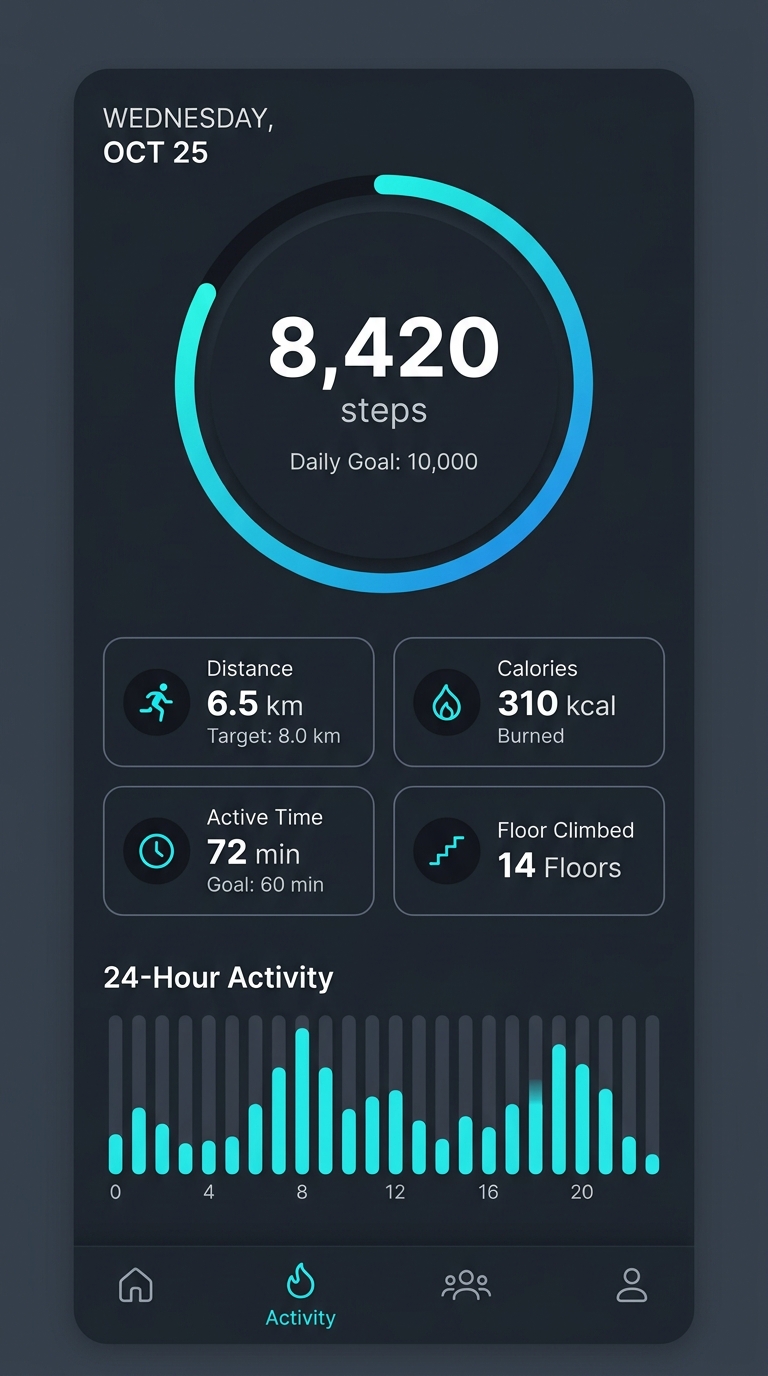 WEDNESDAY,
OCT 25
8,420
steps
Daily Goal: 10,000
Distance
6.5 km
Target: 8.0 km
Calories
310 kcal
Burned
Active Time
72 min
Goal: 60 min
Floor Climbed
14 Floors
24-Hour Activity
0 4 8 12 16 20
Activity